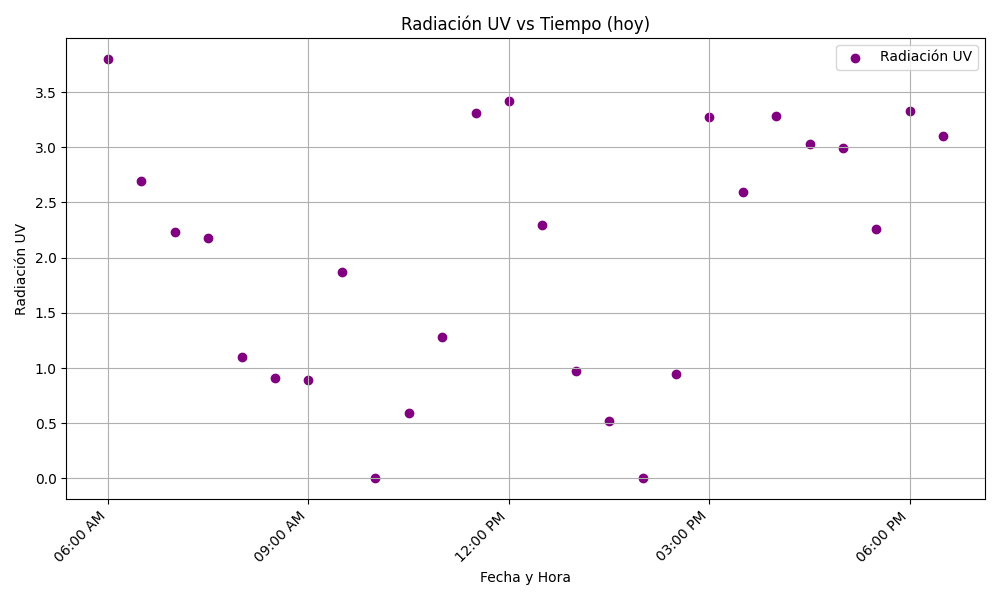 Radiación UV vs Tiempo (hoy)
Radiación UV
Radiación UV
3.5
3.0
2.5
2.0
1.5
1.0
0.5
0.0
06:00 AM
09:00 AM
12:00 PM
03:00 PM
06:00 PM
Fecha y Hora